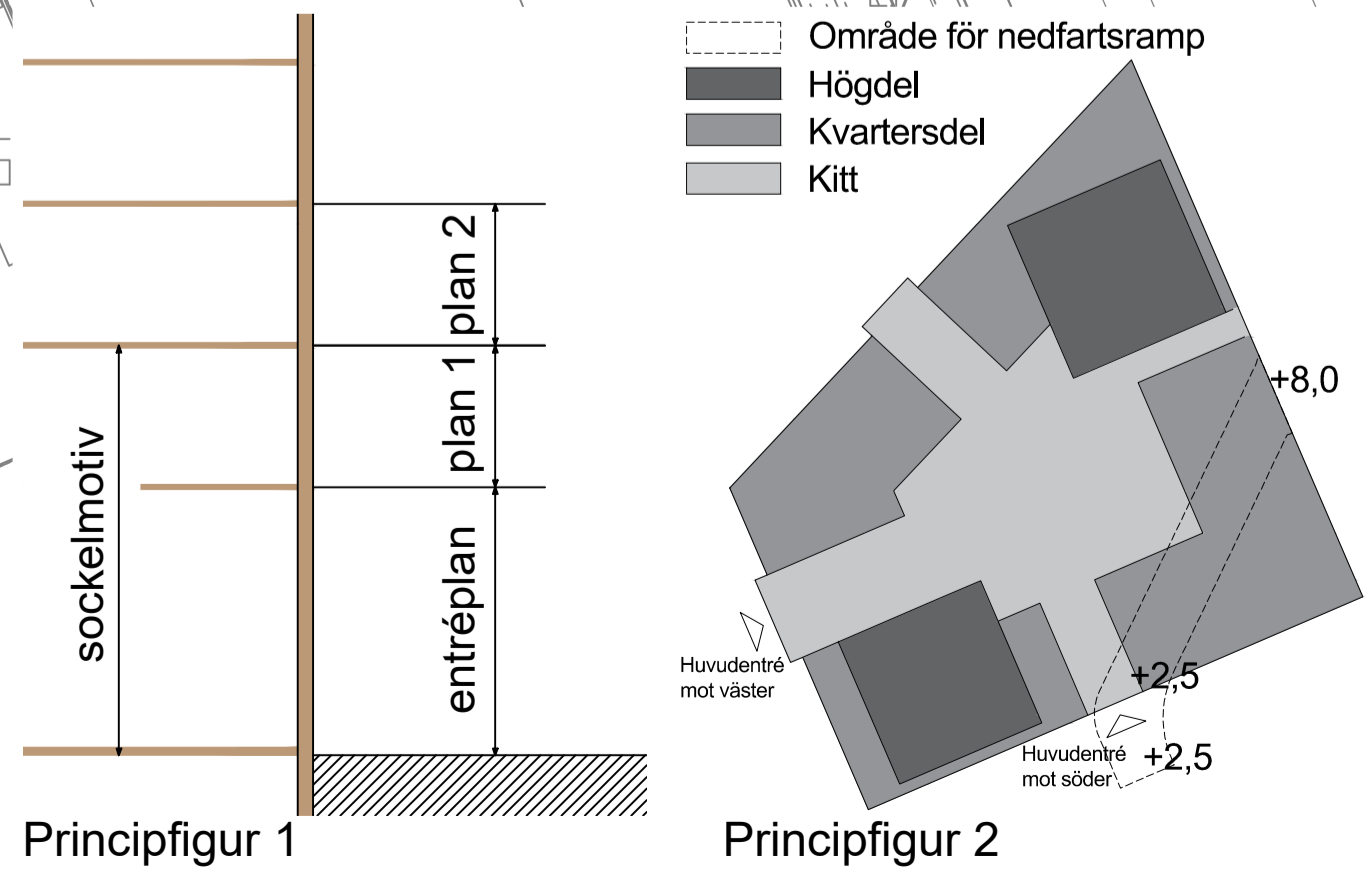 plan 2
plan 1
entréplan
sockelmotiv
Principfigur 1
Område för nedfartsramp
Högdel
Kvartersdel
Kitt
+8,0
Huvudentré
mot väster
+2,5
Huvudentré
mot söder
+2,5
Principfigur 2